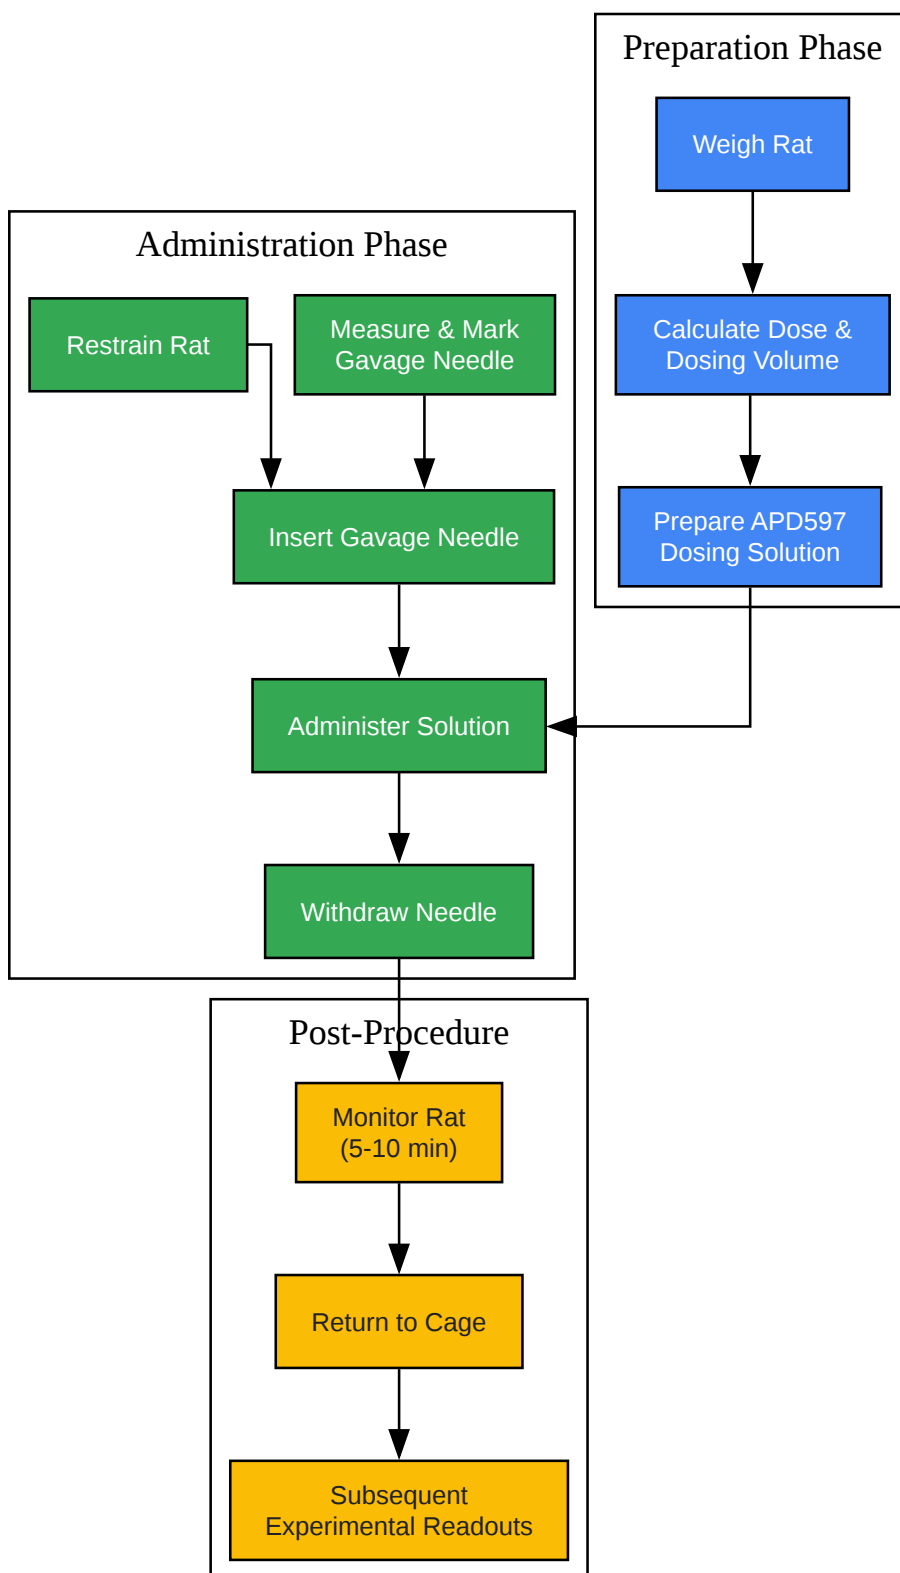 Preparation Phase
Weigh Rat
Calculate Dose &
Dosing Volume
Prepare APD597
Dosing Solution
Administration Phase
Restrain Rat
Measure & Mark
Gavage Needle
Insert Gavage Needle
Administer Solution
Withdraw Needle
Post-Procedure
Monitor Rat
(5-10 min)
Return to Cage
Subsequent
Experimental Readouts